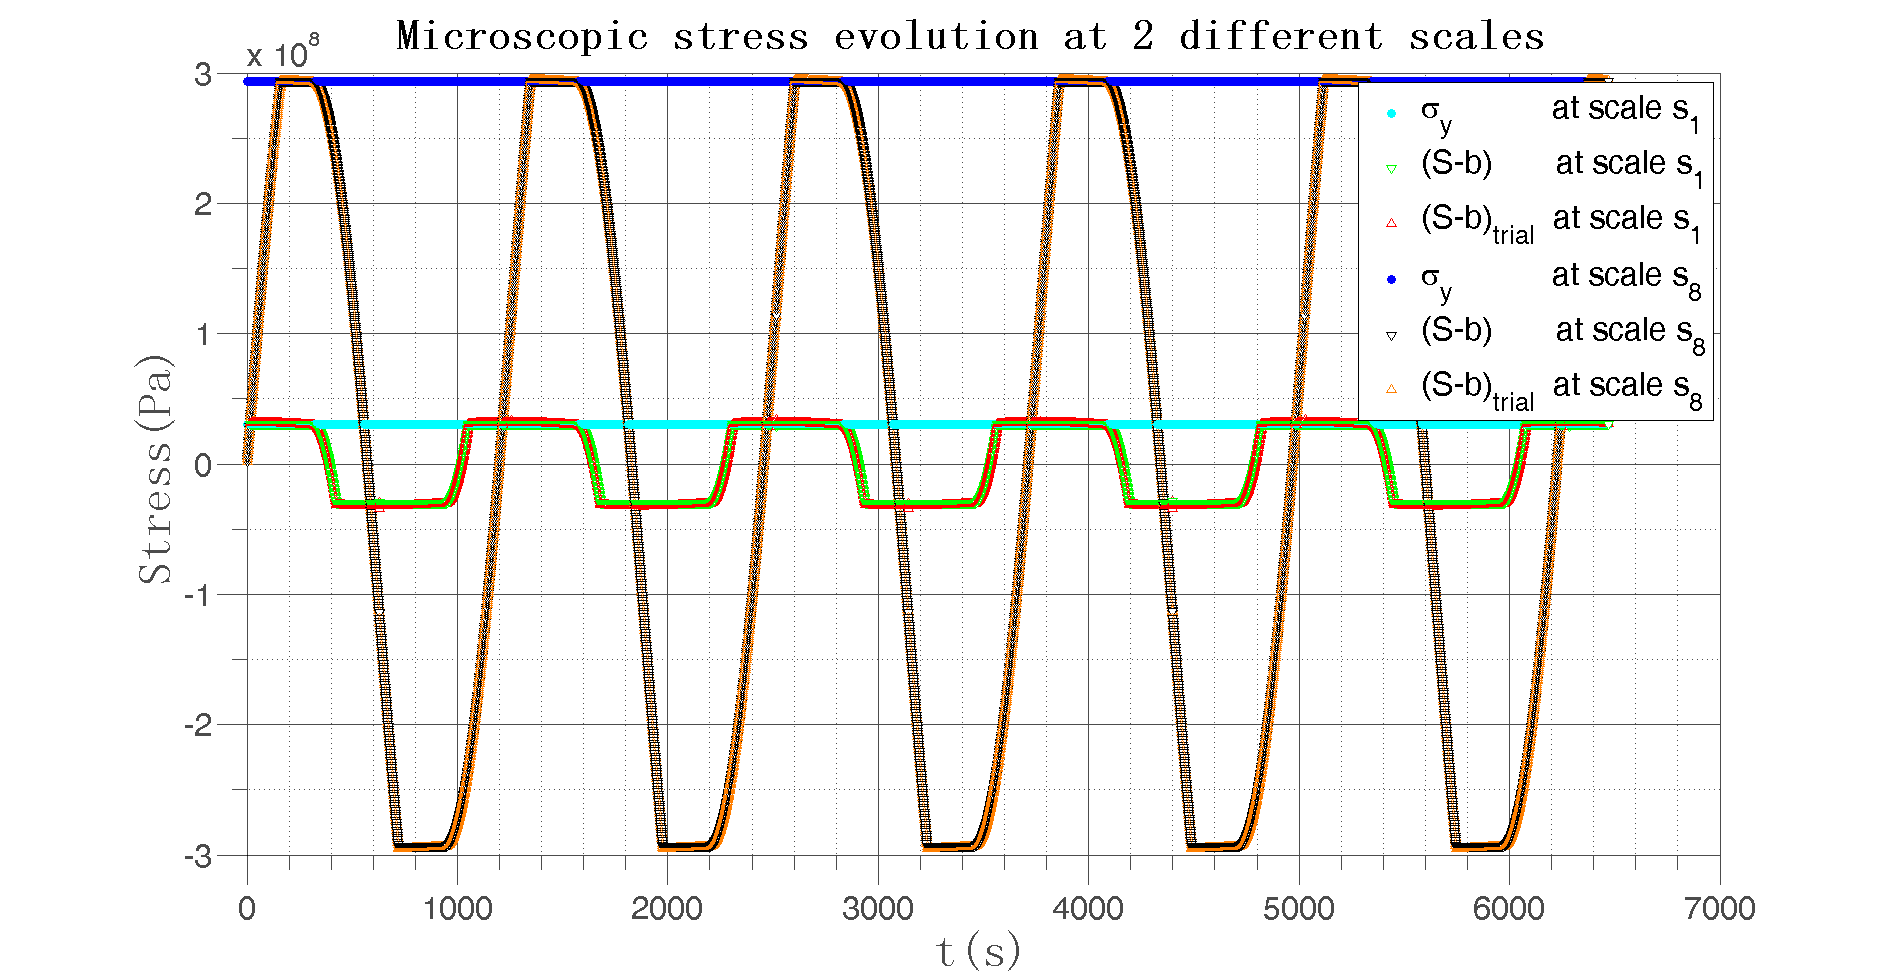 Microscopic stress evolution at 2 different scales
x 10⁸
3
2
1
0
-1
-2
-3
Stress(Pa)
σy at scale s1
(S-b) at scale s1
(S-b)trial at scale s1
σy at scale s8
(S-b) at scale s8
(S-b)trial at scale s8
0 1000 2000 3000 4000 5000 6000 7000
t(s)